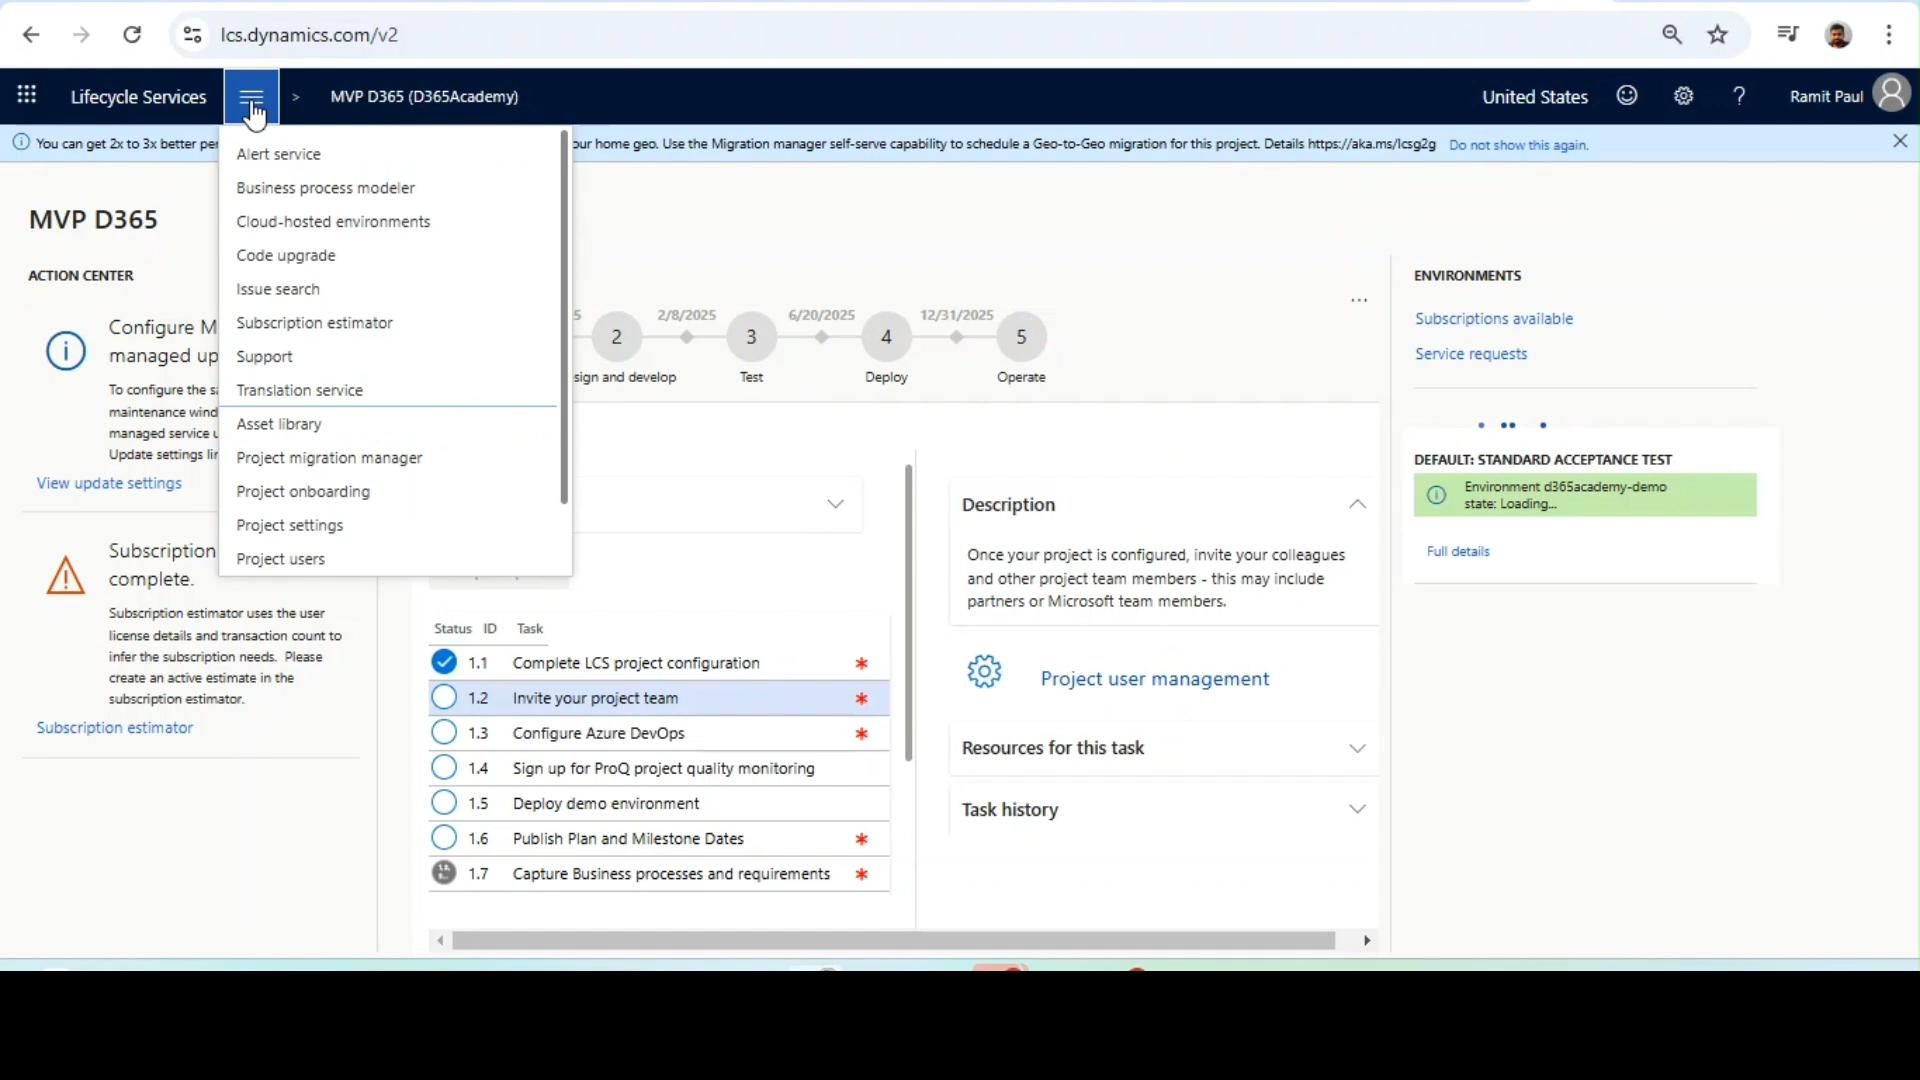 lcs.dynamics.com/v2
Lifecycle Services
>
MVP D365 (D365Academy)
United States
?
Ramit Paul
You can get 2x to 3x better per
our home geo. Use the Migration manager self-serve capability to schedule a Geo-to-Geo migration for this project. Details https://aka.ms/lcsg2g
Do not show this again.
Alert service
Business process modeler
Cloud-hosted environments
Code upgrade
Issue search
Subscription estimator
Support
Translation service
Asset library
Project migration manager
Project onboarding
Project settings
Project users
MVP D365
ACTION CENTER
Configure M
managed up
To configure the sa
maintenance wind
managed service u
Update settings lin
View update settings
Subscription
complete.
Subscription estimator uses the user
license details and transaction count to
infer the subscription needs. Please
create an active estimate in the
subscription estimator.
Subscription estimator
5
2/8/2025
6/20/2025
12/31/2025
2
3
4
5
sign and develop
Test
Deploy
Operate
Status ID Task
1.1 Complete LCS project configuration *
1.2 Invite your project team *
1.3 Configure Azure DevOps *
1.4 Sign up for ProQ project quality monitoring
1.5 Deploy demo environment
1.6 Publish Plan and Milestone Dates *
1.7 Capture Business processes and requirements *
Description
Once your project is configured, invite your colleagues
and other project team members - this may include
partners or Microsoft team members.
Project user management
Resources for this task
Task history
ENVIRONMENTS
Subscriptions available
Service requests
DEFAULT: STANDARD ACCEPTANCE TEST
Environment d365academy-demo
state: Loading...
Full details